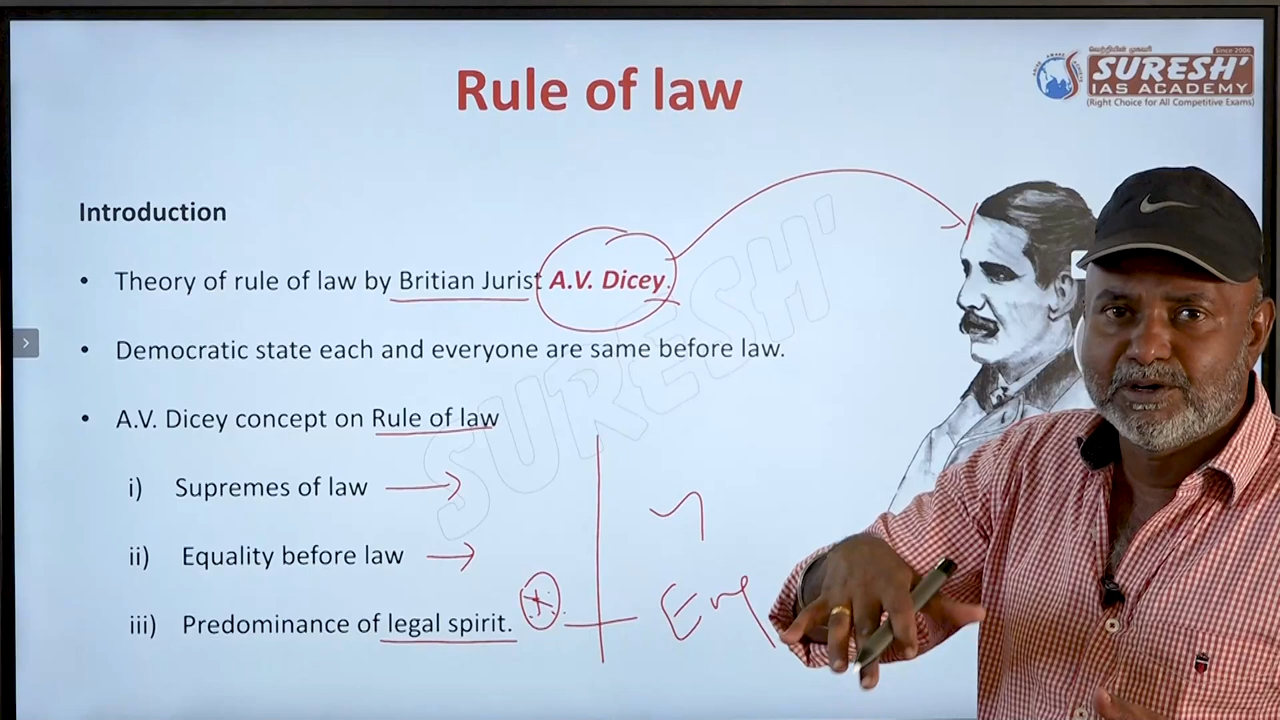 Rule of law
வெற்றியின் முகவரி
Since 2006
SURESH'
IAS ACADEMY
(Right Choice for All Competitive Exams)
Introduction
• Theory of rule of law by Britian Jurist A.V. Dicey.
• Democratic state each and everyone are same before law.
• A.V. Dicey concept on Rule of law
i) Supremes of law
ii) Equality before law
iii) Predominance of legal spirit.
SURESH'